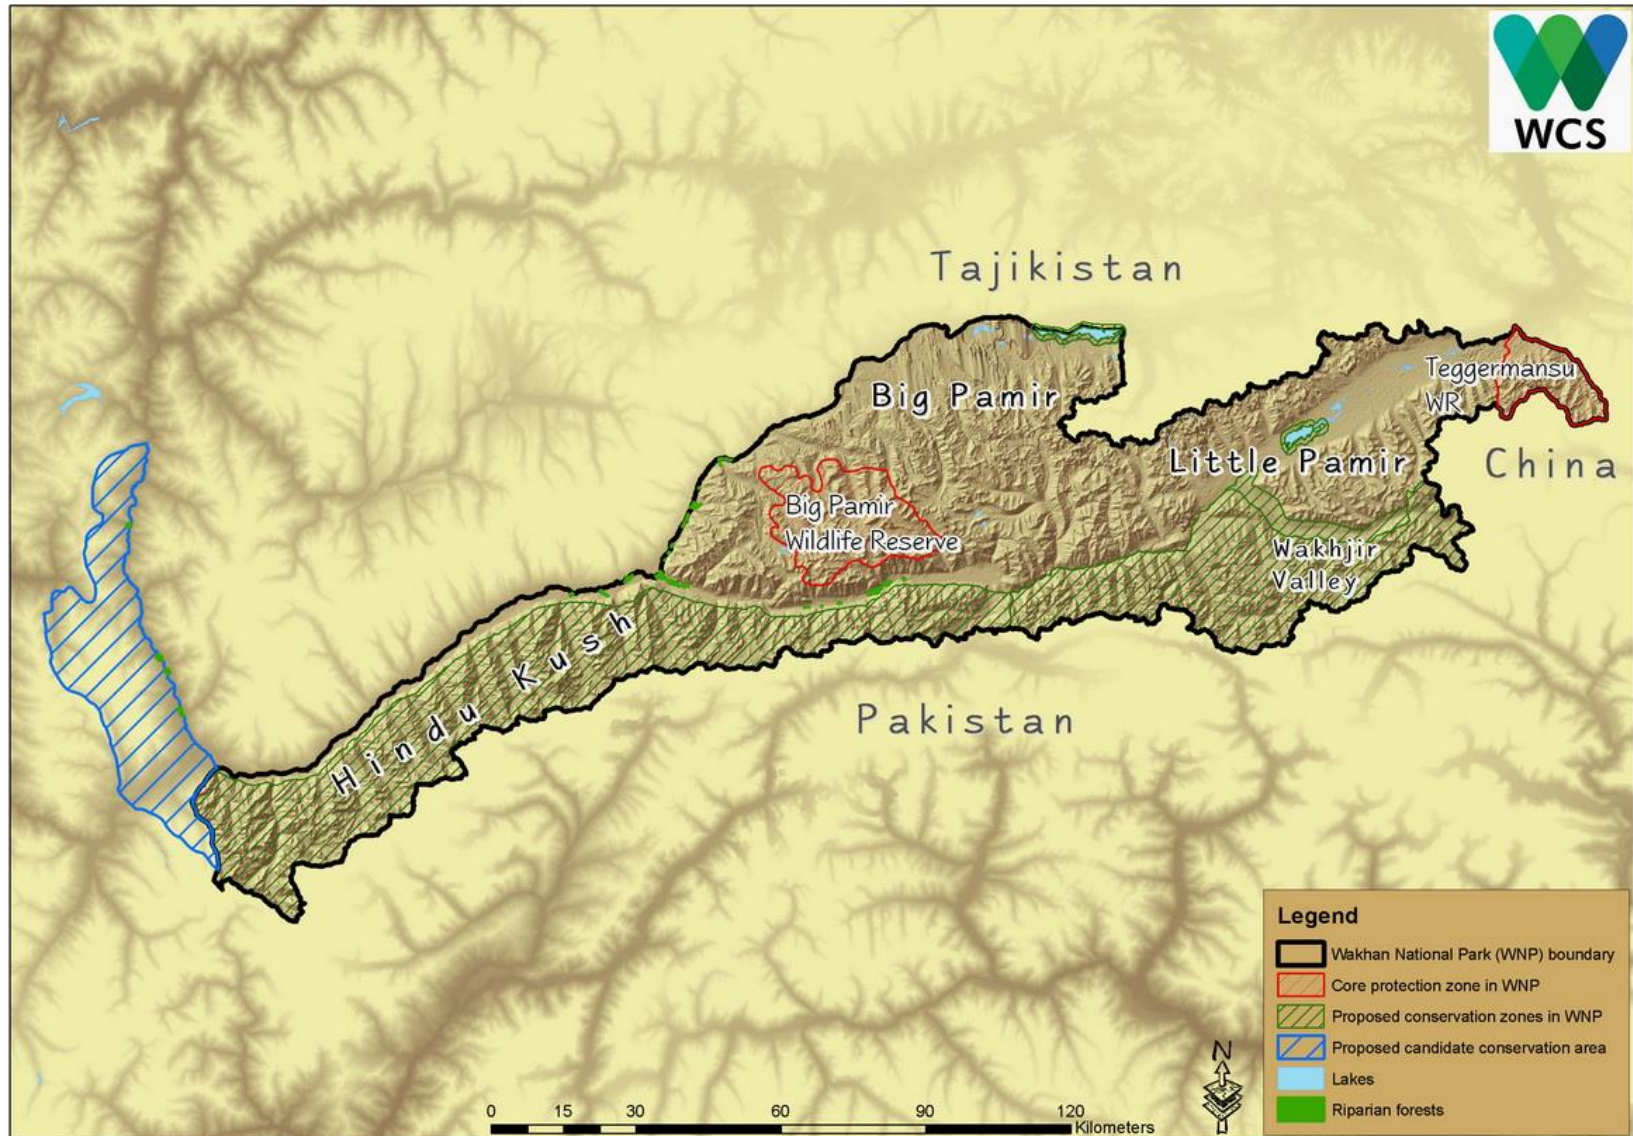 WCS
Tajikistan
Big Pamir
Teggermansu
WR
Little Pamir
China
Big Pamir
Wildlife Reserve
Wakhjir
Valley
Hindu Kush
Pakistan
Legend
Wakhan National Park (WNP) boundary
Core protection zone in WNP
Proposed conservation zones in WNP
Proposed candidate conservation area
Lakes
Riparian forests
N
0 15 30 60 90 120
Kilometers